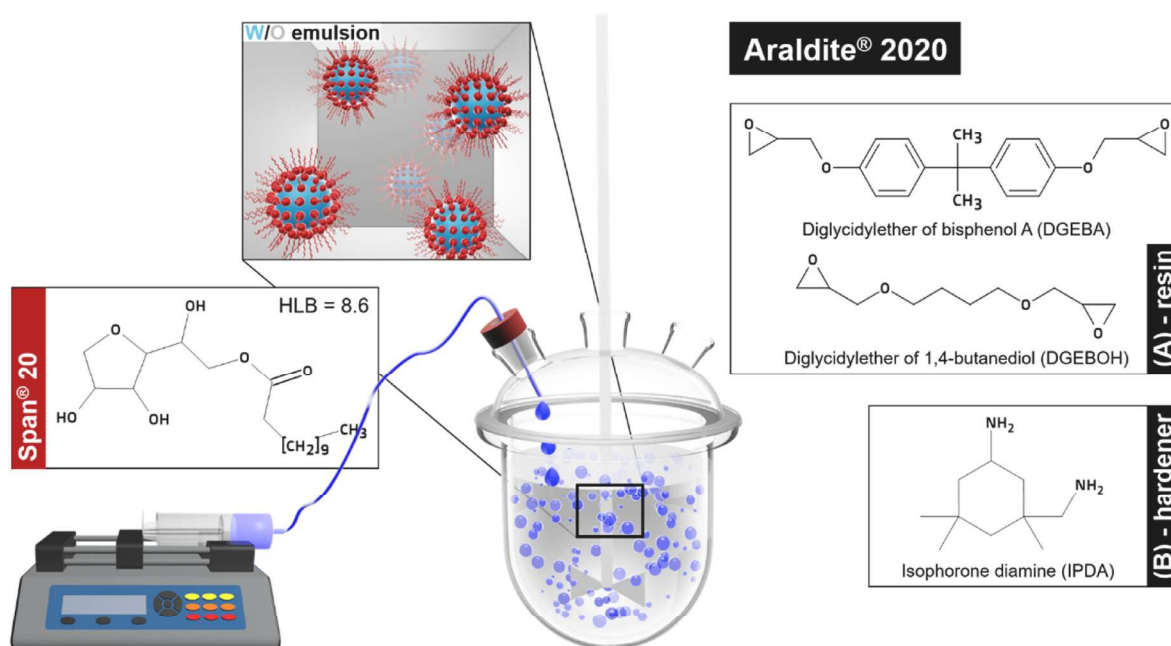 W/O emulsion
Span® 20
HLB = 8.6
OH
O
O
O
HO
OH
CH₃
[CH₂]₉
Araldite® 2020
O
CH₃
O
O
O
CH₃
Diglycidylether of bisphenol A (DGEBA)
O
O
O
O
Diglycidylether of 1,4-butanediol (DGEBOH)
(A) - resin
NH₂
NH₂
Isophorone diamine (IPDA)
(B) - hardener